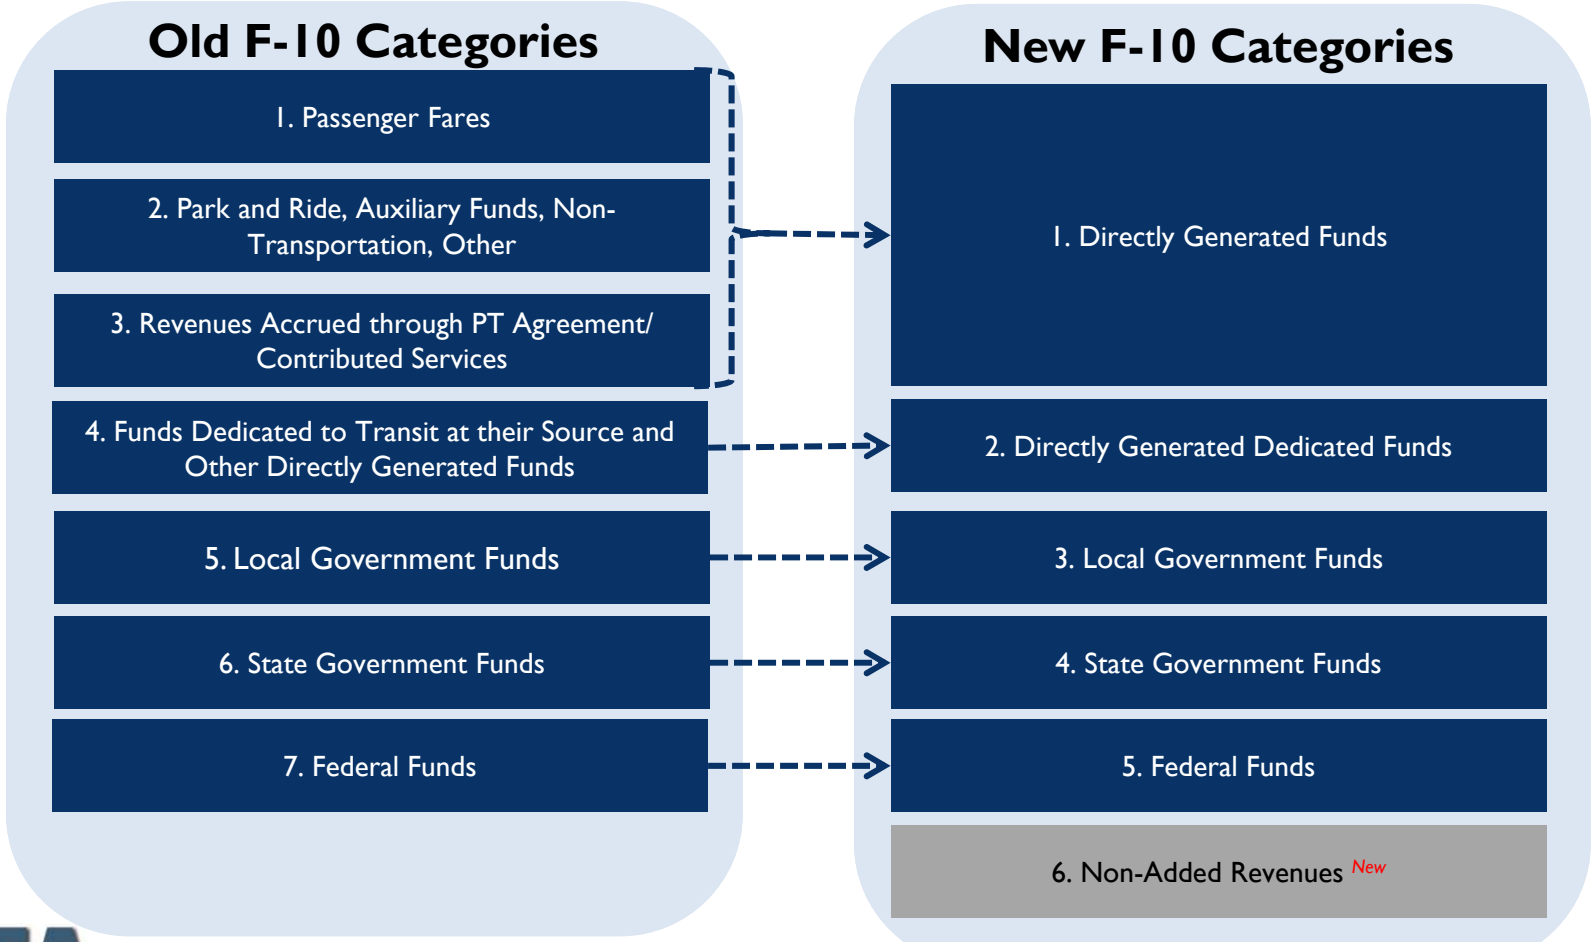 Old F-10 Categories
1. Passenger Fares
2. Park and Ride, Auxiliary Funds, Non-
Transportation, Other
3. Revenues Accrued through PT Agreement/
Contributed Services
4. Funds Dedicated to Transit at their Source and
Other Directly Generated Funds
5. Local Government Funds
6. State Government Funds
7. Federal Funds
New F-10 Categories
1. Directly Generated Funds
2. Directly Generated Dedicated Funds
3. Local Government Funds
4. State Government Funds
5. Federal Funds
6. Non-Added Revenues New